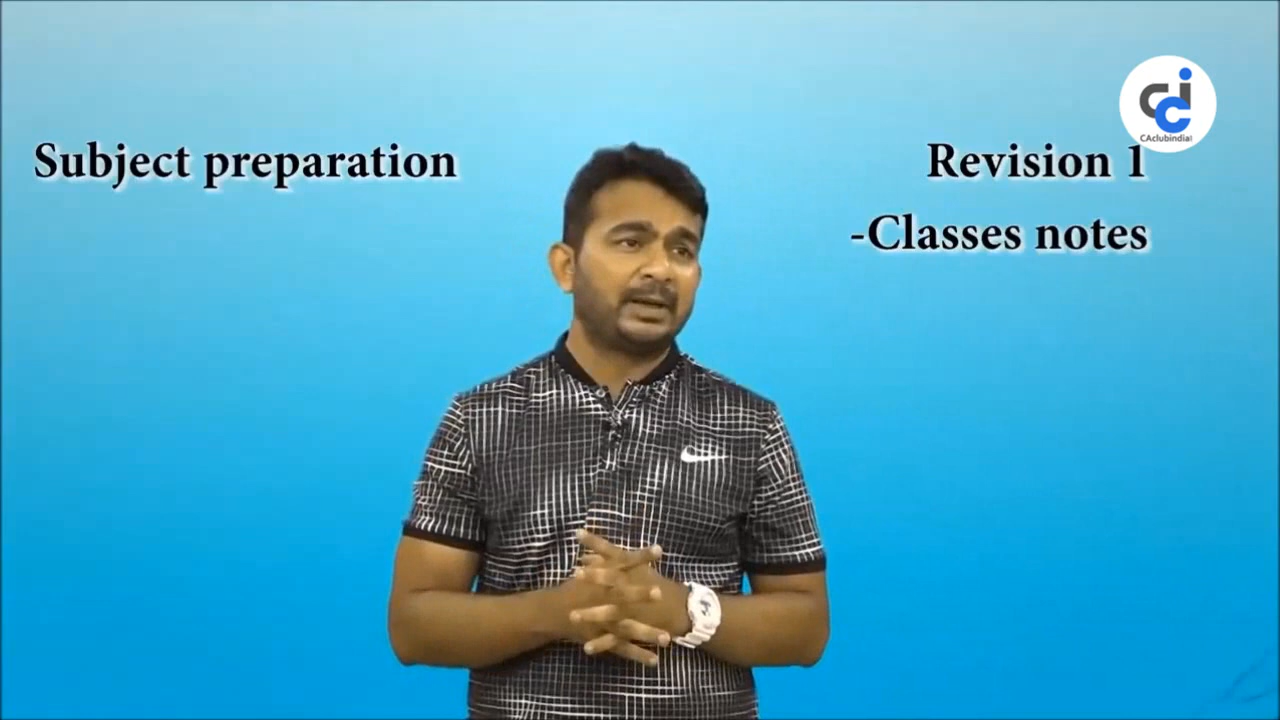 Subject preparation
CAclubindia
Revision 1
-Classes notes